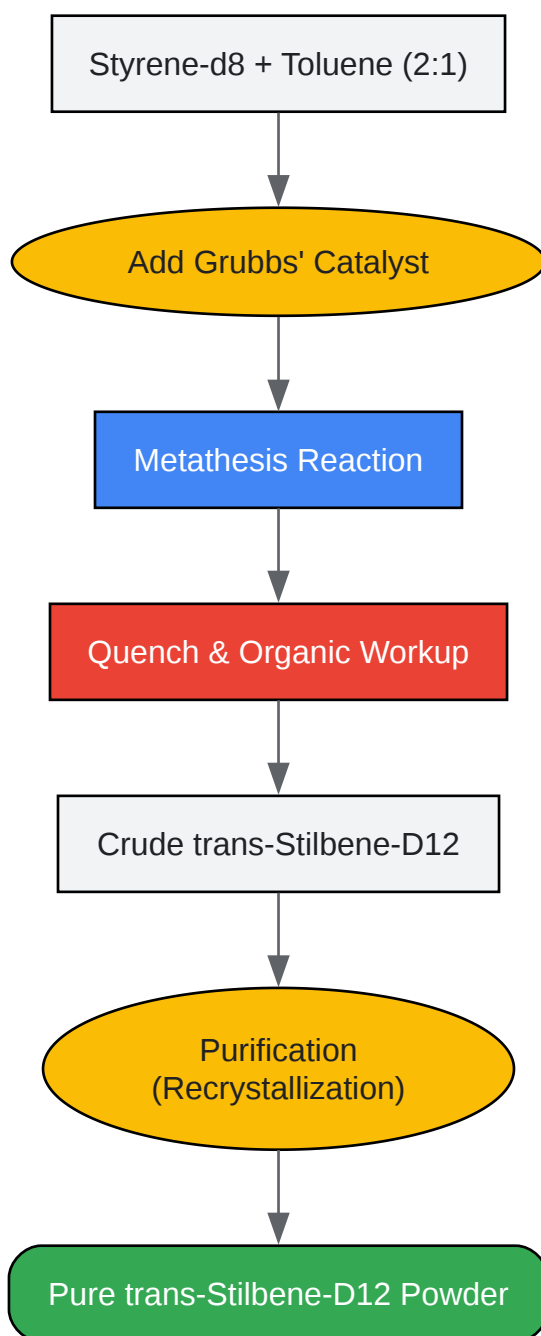 Styrene-d8 + Toluene (2:1)
Add Grubbs' Catalyst
Metathesis Reaction
Quench & Organic Workup
Crude trans-Stilbene-D12
Purification
(Recrystallization)
Pure trans-Stilbene-D12 Powder